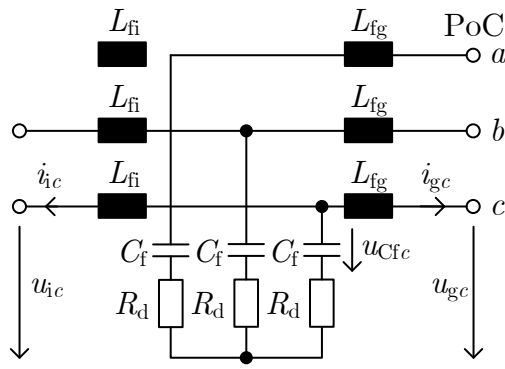 L_fi L_fg PoC
a
L_fi L_fg
b
i_ic L_fi L_fg i_gc
c
C_f C_f C_f u_Cfc
u_ic R_d R_d R_d u_gc